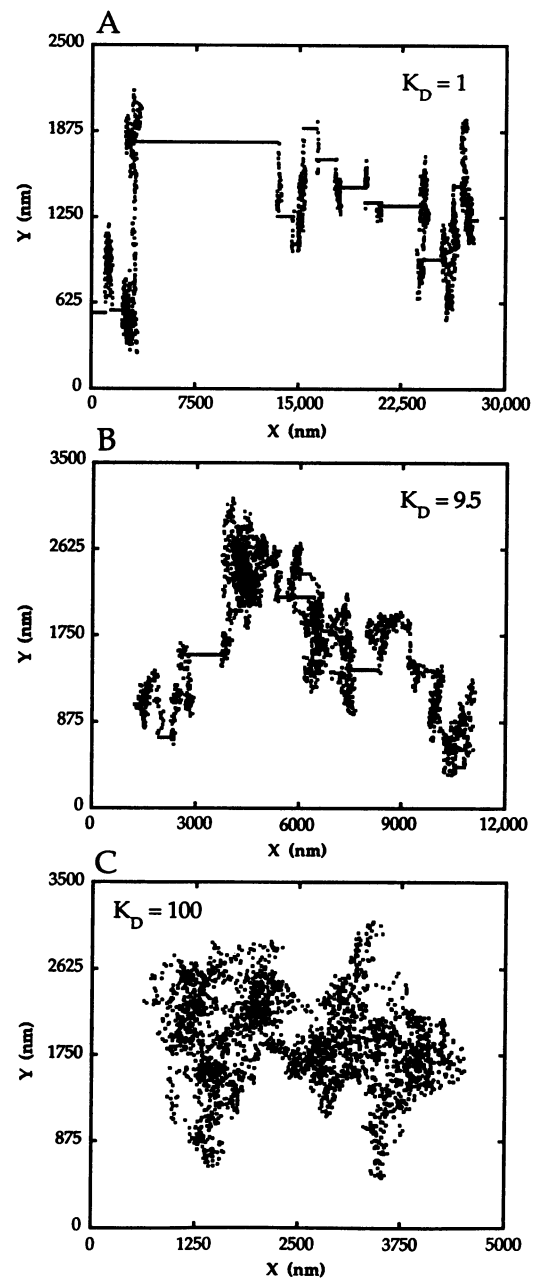 A
2500
K_D = 1
1875
Y (nm)
1250
625
0
0 7500 15,000 22,500 30,000
X (nm)
B
3500
K_D = 9.5
2625
Y (nm)
1750
875
0
0 3000 6000 9000 12,000
X (nm)
C
3500
K_D = 100
2625
Y (nm)
1750
875
0
0 1250 2500 3750 5000
X (nm)